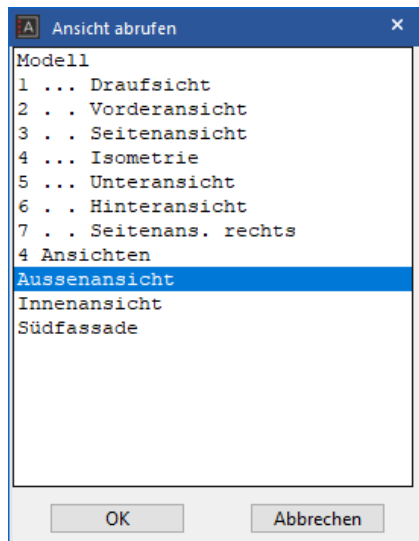 A Ansicht abrufen ×
Modell
1 ... Draufsicht
2 . . Vorderansicht
3 . . Seitenansicht
4 ... Isometrie
5 ... Unteransicht
6 . . Hinteransicht
7 . . Seitenans. rechts
4 Ansichten
Aussenansicht
Innenansicht
Südfassade
OK Abbrechen